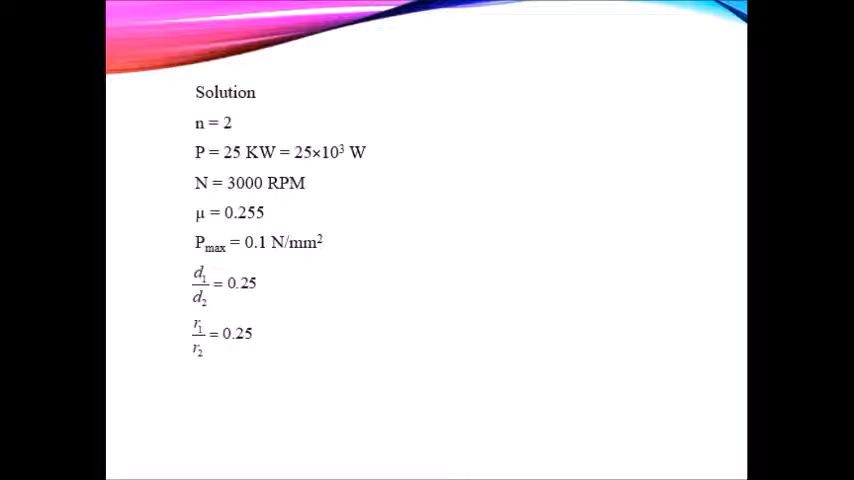 Solution
n = 2
P = 25 KW = 25×10³ W
N = 3000 RPM
μ = 0.255
Pmax = 0.1 N/mm²
d₁/d₂ = 0.25
r₁/r₂ = 0.25